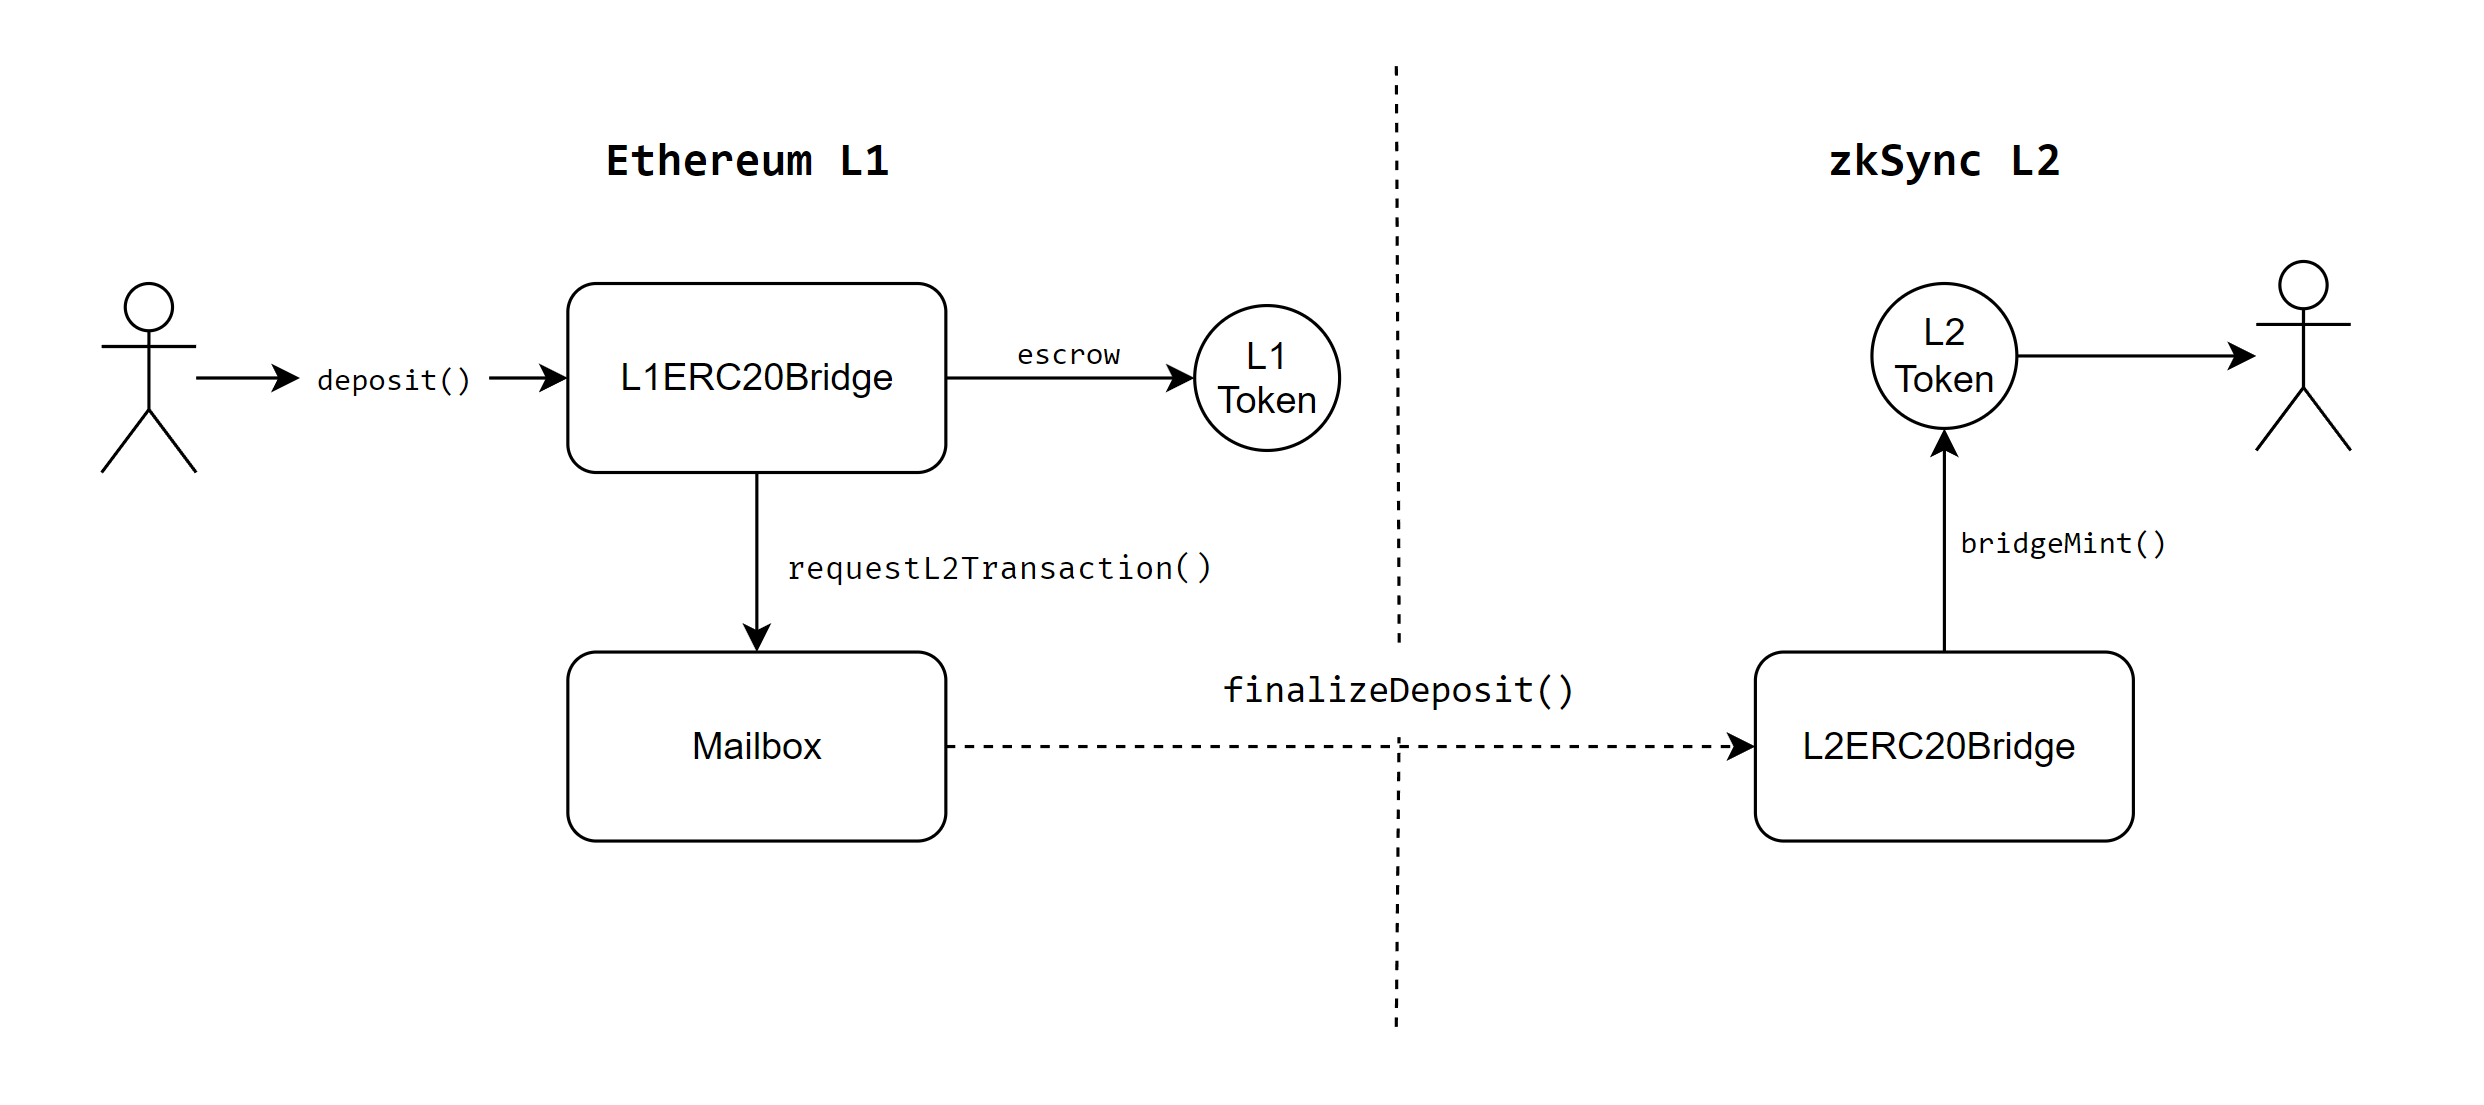 Ethereum L1
zkSync L2
deposit()
L1ERC20Bridge
escrow
L1
Token
L2
Token
requestL2Transaction()
bridgeMint()
finalizeDeposit()
Mailbox
L2ERC20Bridge